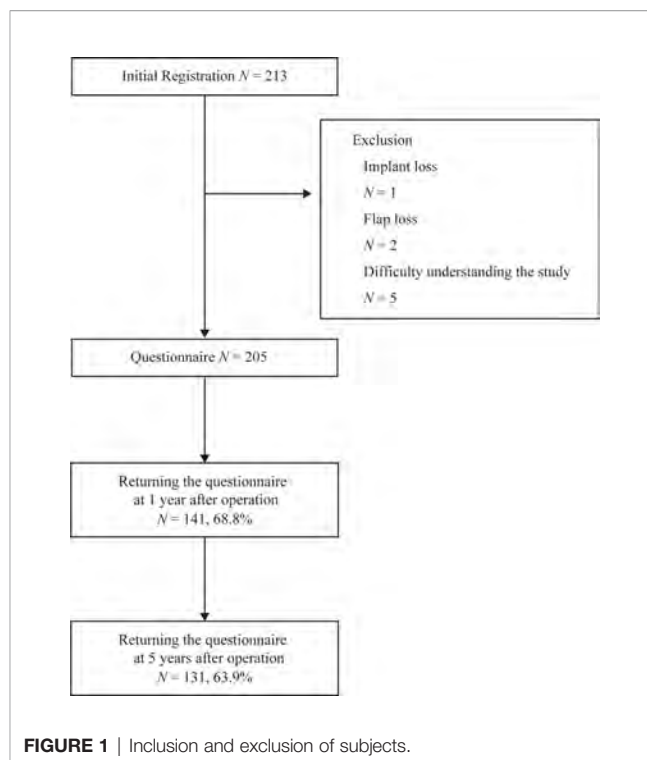 Initial Registration N = 213
Exclusion
Implant loss
N = 1
Flap loss
N = 2
Difficulty understanding the study
N = 5
Questionnaire N = 205
Returning the questionnaire
at 1 year after operation
N = 141, 68.8%
Returning the questionnaire
at 5 years after operation
N = 131, 63.9%
FIGURE 1 | Inclusion and exclusion of subjects.